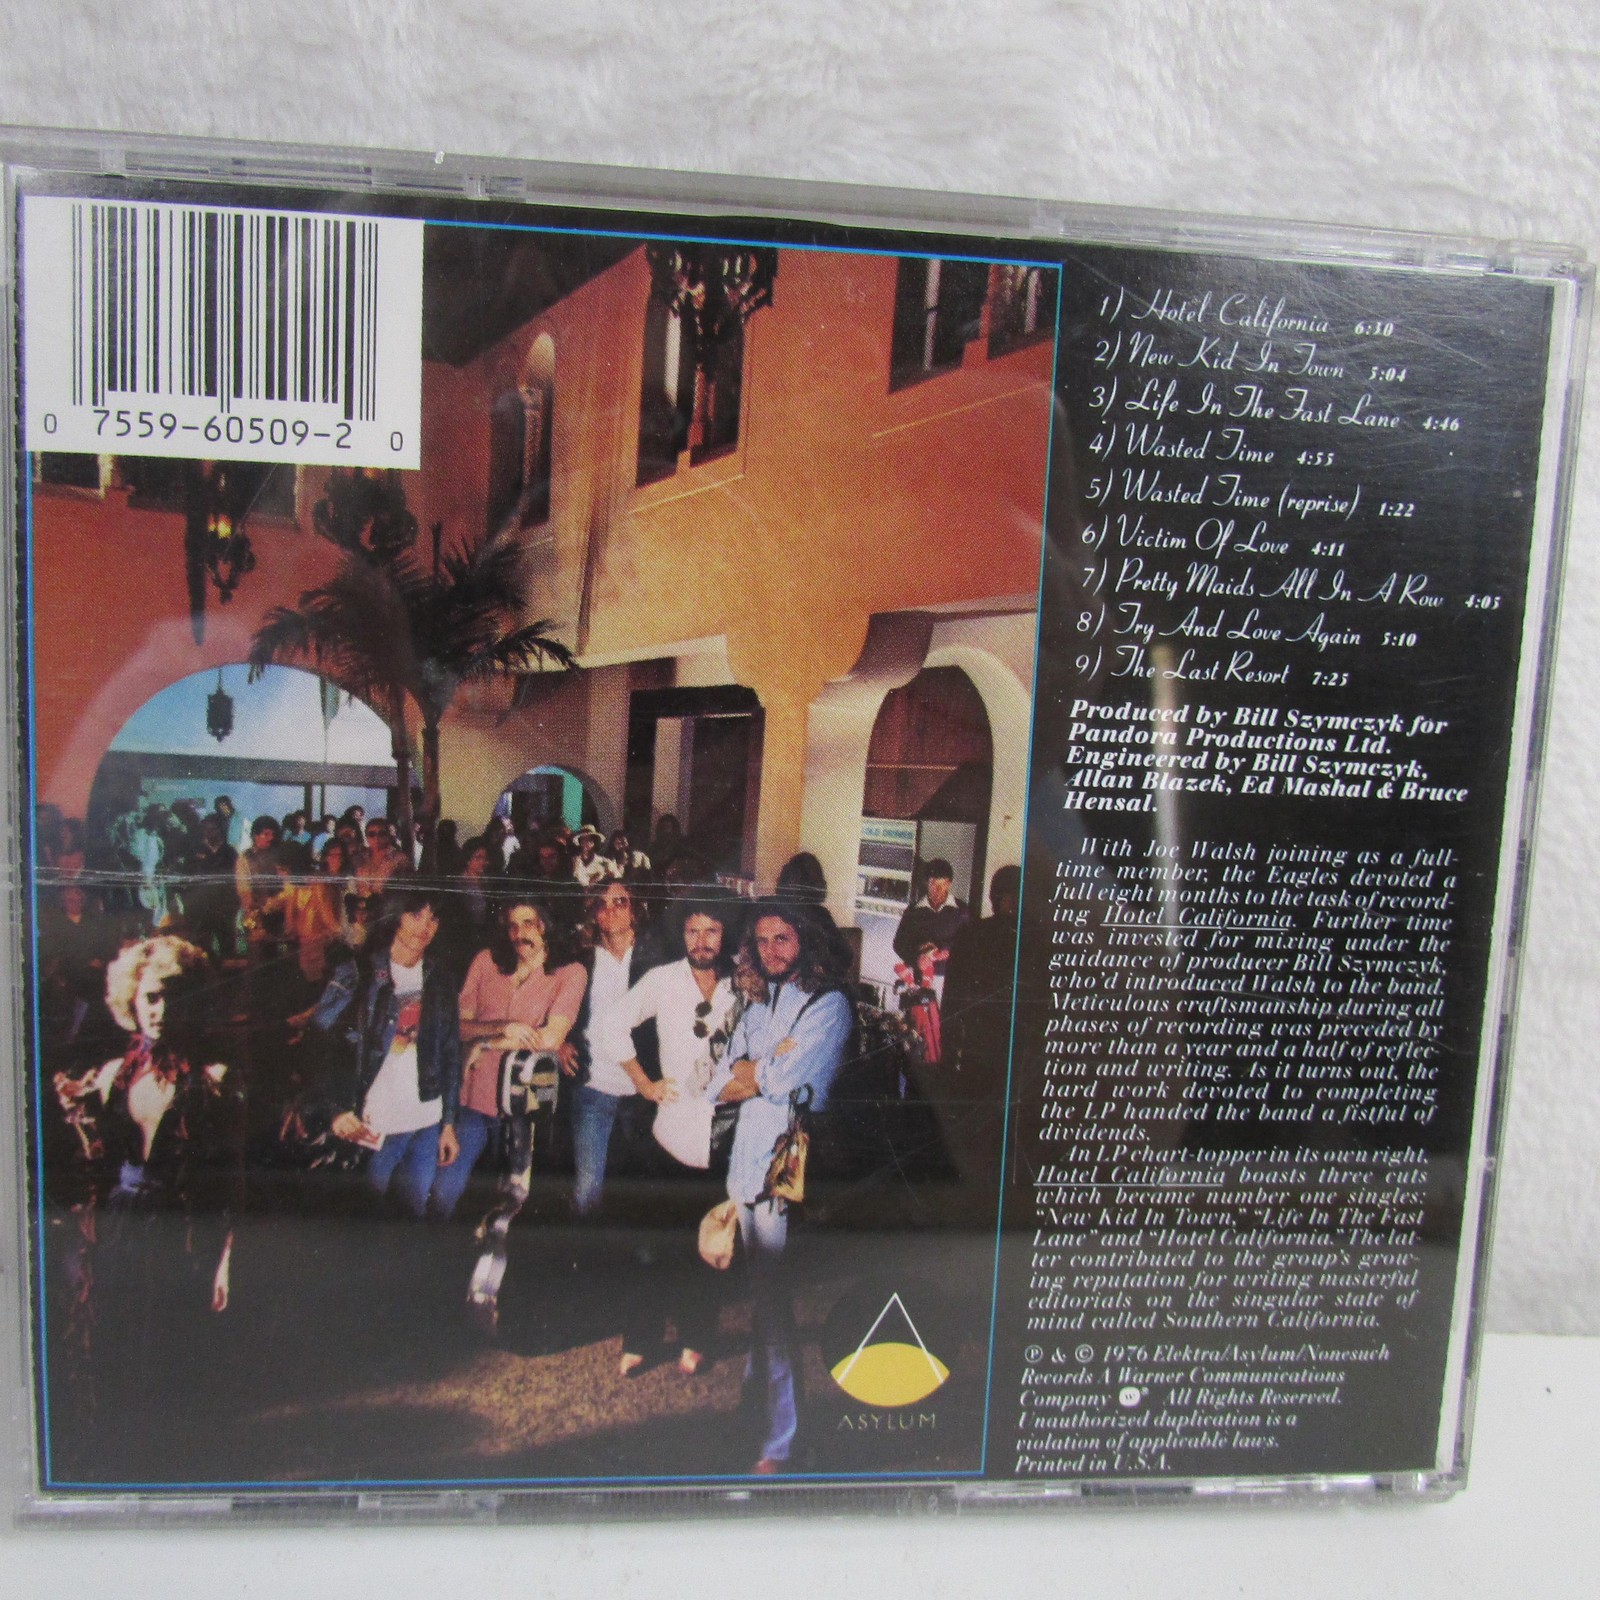 0 7559-60509-2 0
1) Hotel California 6:30
2) New Kid In Town 5:04
3) Life In The Fast Lane 4:46
4) Wasted Time 4:55
5) Wasted Time (reprise) 1:22
6) Victim Of Love 4:11
7) Pretty Maids All In A Row 4:05
8) Try And Love Again 5:10
9) The Last Resort 7:25
Produced by Bill Szymczyk for
Pandora Productions Ltd.
Engineered by Bill Szymczyk,
Allan Blazek, Ed Mashal & Bruce
Hensal.
With Joe Walsh joining as a full-
time member, the Eagles devoted a
full eight months to the task of record-
ing Hotel California. Further time
was invested for mixing under the
guidance of producer Bill Szymczyk,
who'd introduced Walsh to the band.
Meticulous craftsmanship during all
phases of recording was preceded by
more than a year and a half of reflec-
tion and writing. As it turns out, the
hard work devoted to completing
the LP handed the band a fistful of
dividends.
An LP chart-topper in its own right,
Hotel California boasts three cuts
which became number one singles:
"New Kid In Town," "Life In The Fast
Lane" and "Hotel California." The lat-
ter contributed to the group's grow-
ing reputation for writing masterful
editorials on the singular state of
mind called Southern California.
℗ & © 1976 Elektra/Asylum/Nonesuch
Records A Warner Communications
Company W ® All Rights Reserved.
Unauthorized duplication is a
violation of applicable laws.
Printed in U.S.A.
COLD DRINKS
ASYLUM